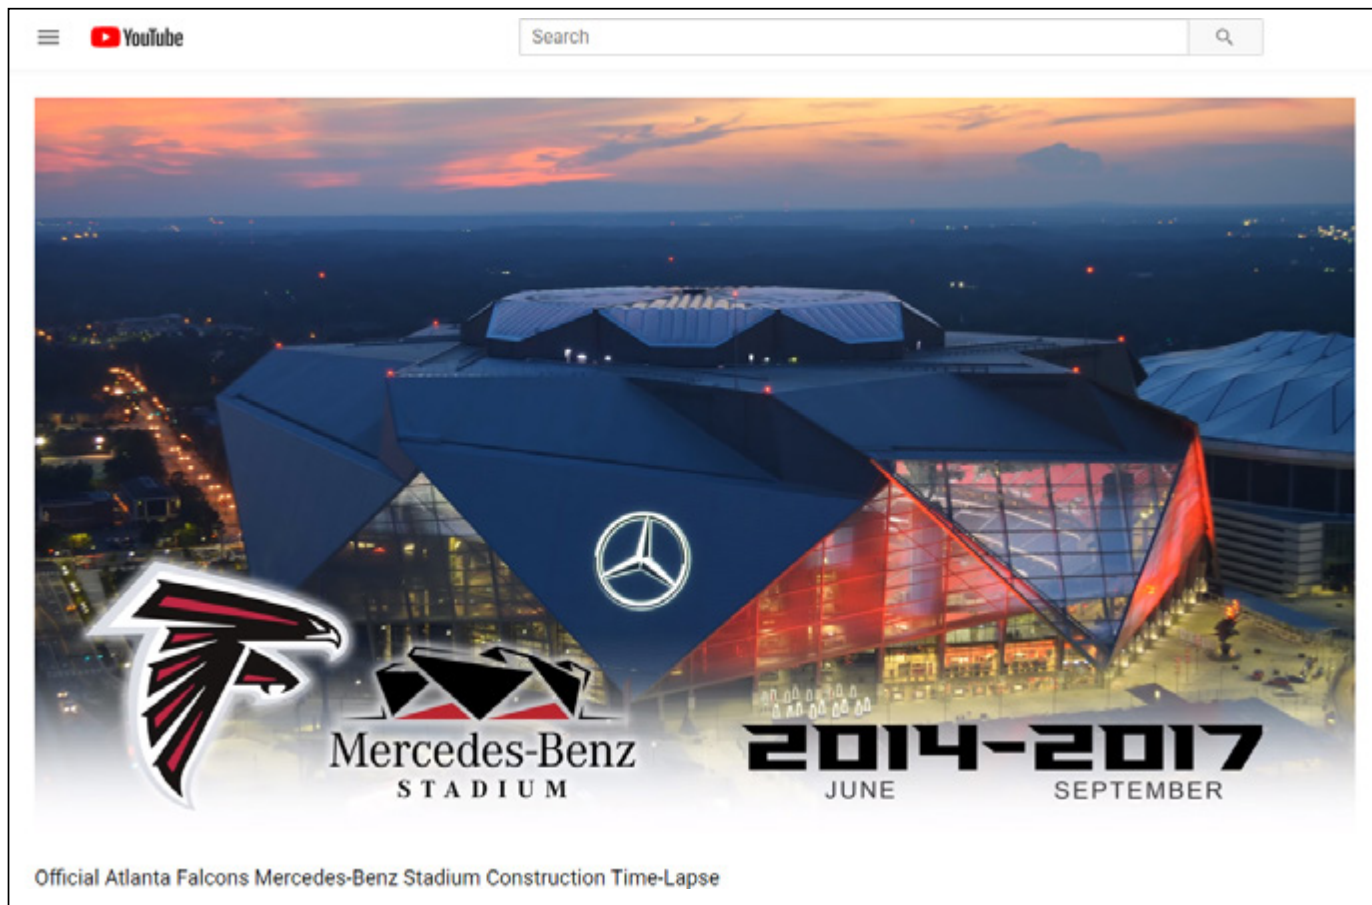 YouTube
Search
Mercedes-Benz
STADIUM
2014-2017
JUNE SEPTEMBER
Official Atlanta Falcons Mercedes-Benz Stadium Construction Time-Lapse